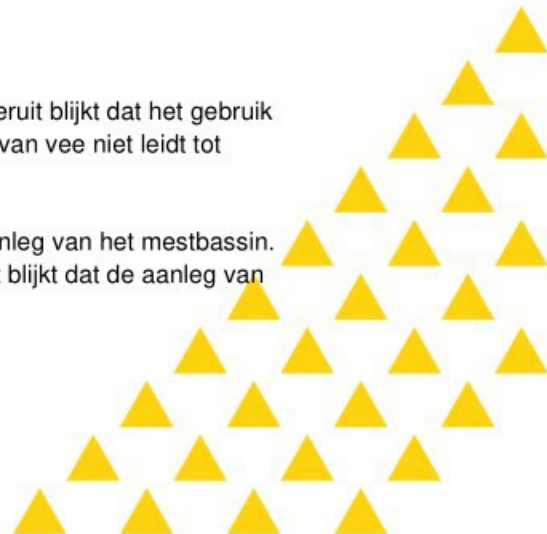 eruit blijkt dat het gebruik
van vee niet leidt tot
nleg van het mestbassin.
blijkt dat de aanleg van